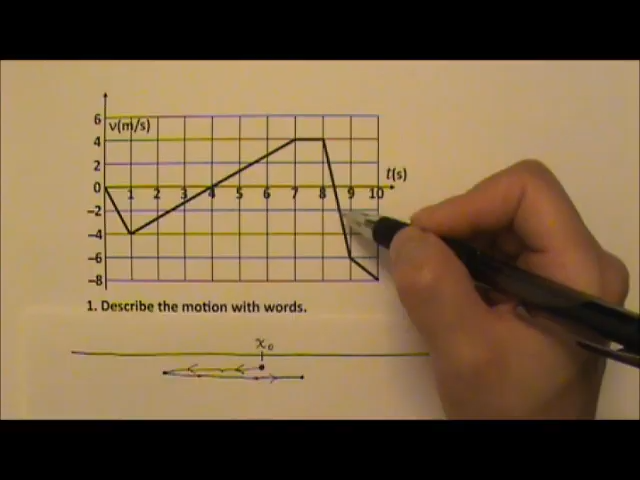 v(m/s)
6
4
2
0
−2
−4
−6
−8
t(s)
1 2 3 4 5 6 7 8 9 10
1. Describe the motion with words.
x₀